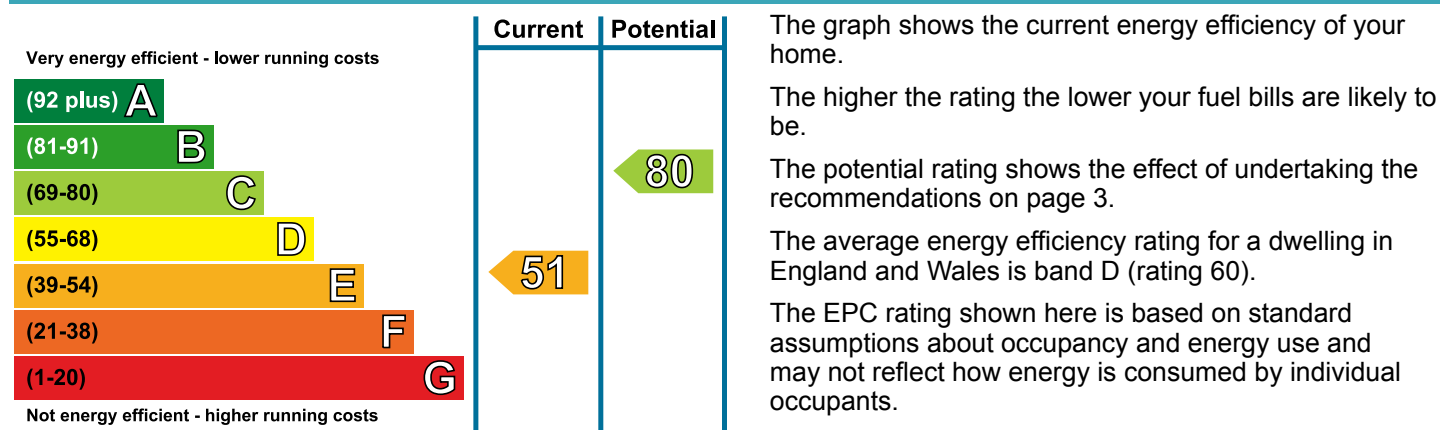 Current Potential
Very energy efficient - lower running costs
(92 plus) A
(81-91) B
80
(69-80) C
(55-68) D
51
(39-54) E
(21-38) F
(1-20) G
Not energy efficient - higher running costs
The graph shows the current energy efficiency of your
home.
The higher the rating the lower your fuel bills are likely to
be.
The potential rating shows the effect of undertaking the
recommendations on page 3.
The average energy efficiency rating for a dwelling in
England and Wales is band D (rating 60).
The EPC rating shown here is based on standard
assumptions about occupancy and energy use and
may not reflect how energy is consumed by individual
occupants.